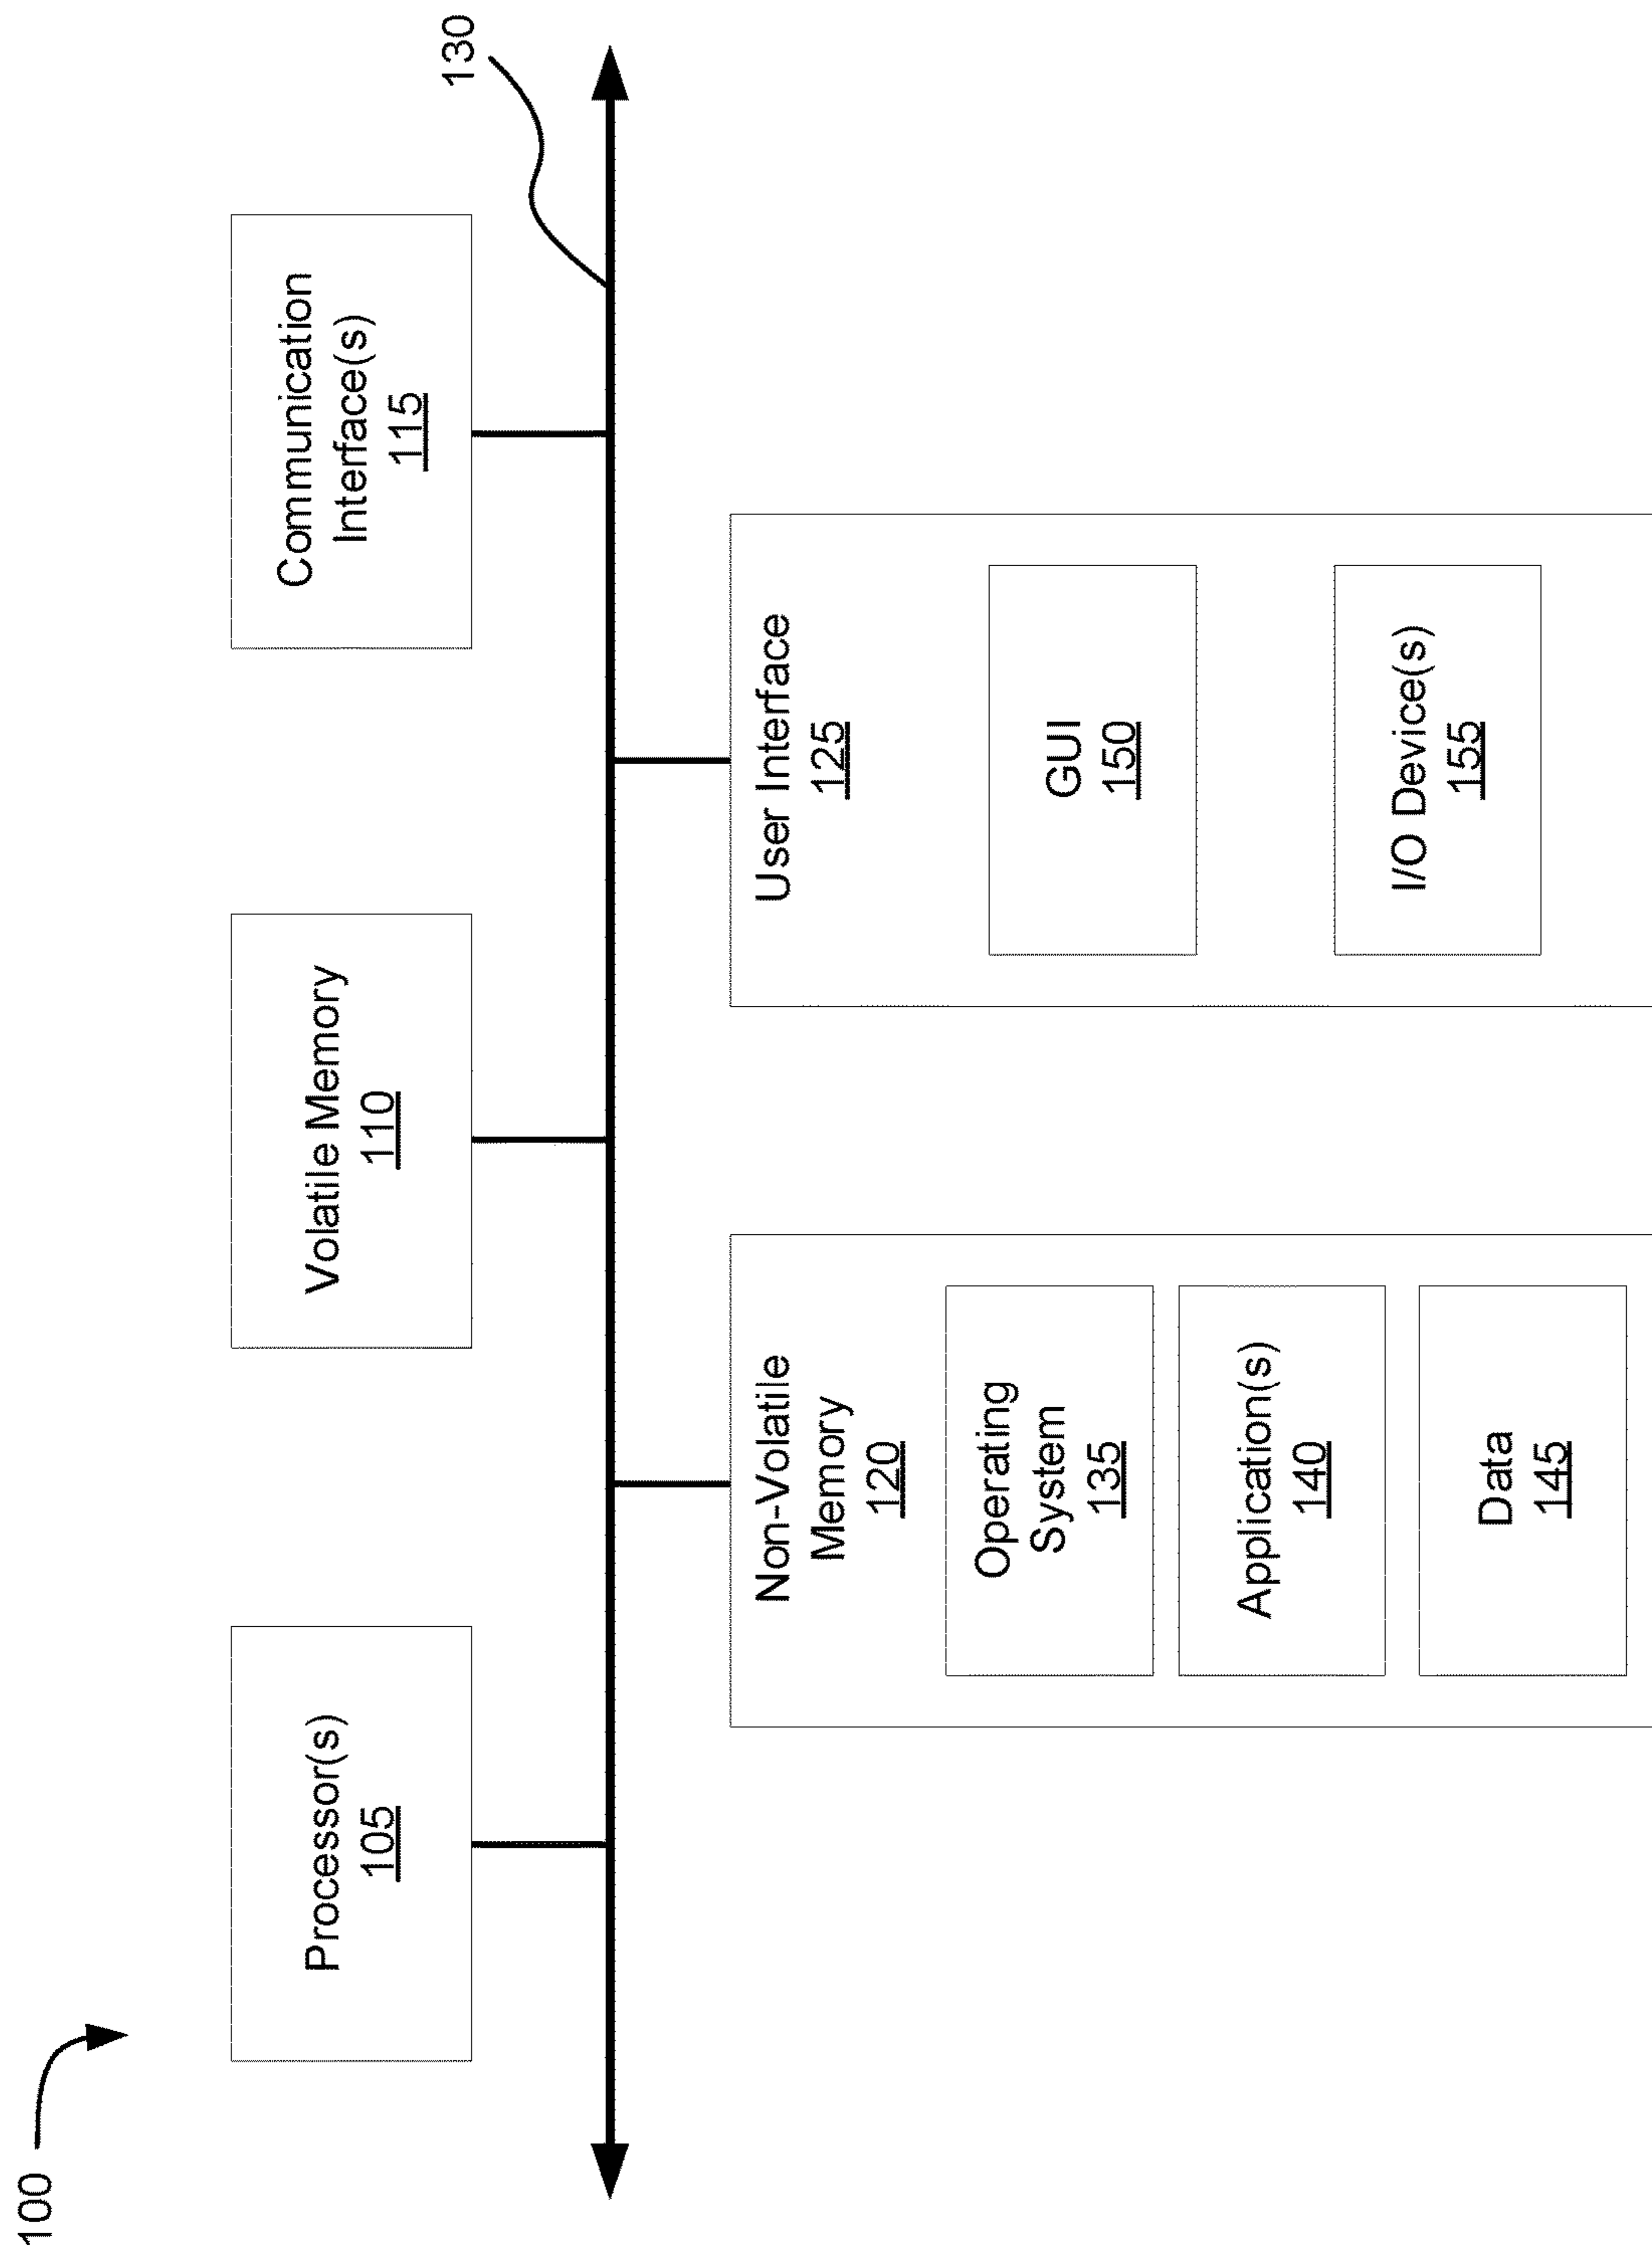 100
Processor(s)
105
Volatile Memory
110
Communication
Interface(s)
115
130
Non-Volatile
Memory
120
Operating
System
135
Application(s)
140
Data
145
User Interface
125
GUI
150
I/O Device(s)
155